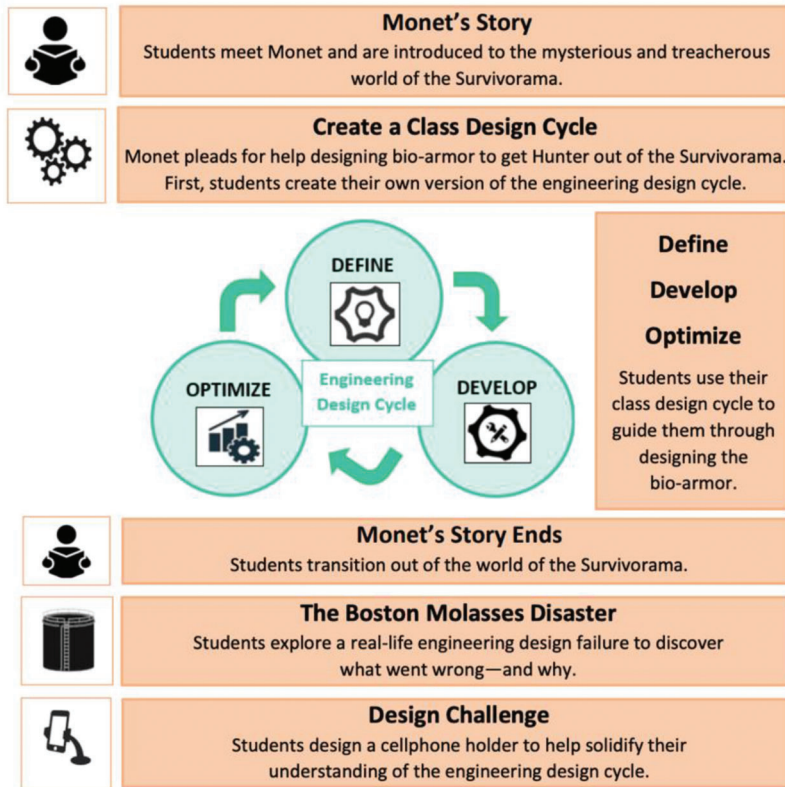 Monet’s Story
Students meet Monet and are introduced to the mysterious and treacherous
world of the Survivorama.
Create a Class Design Cycle
Monet pleads for help designing bio-armor to get Hunter out of the Survivorama.
First, students create their own version of the engineering design cycle.
DEFINE
OPTIMIZE
Engineering
Design Cycle
DEVELOP
Define
Develop
Optimize
Students use their
class design cycle to
guide them through
designing the
bio-armor.
Monet’s Story Ends
Students transition out of the world of the Survivorama.
The Boston Molasses Disaster
Students explore a real-life engineering design failure to discover
what went wrong—and why.
Design Challenge
Students design a cellphone holder to help solidify their
understanding of the engineering design cycle.